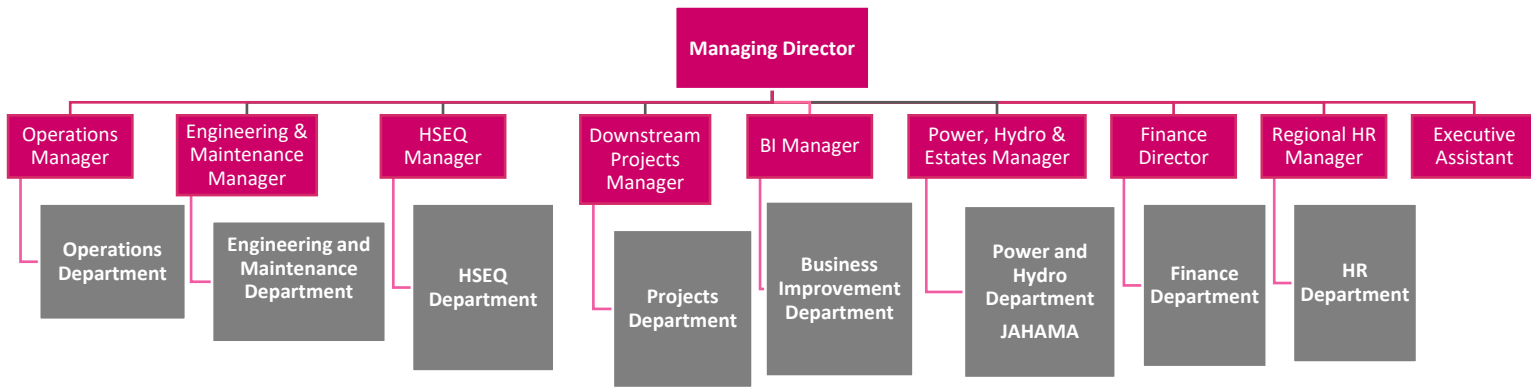 Managing Director
Operations
Manager
Engineering &
Maintenance
Manager
HSEQ
Manager
Downstream
Projects
Manager
BI Manager
Power, Hydro &
Estates Manager
Finance
Director
Regional HR
Manager
Executive
Assistant
Operations
Department
Engineering and
Maintenance
Department
HSEQ
Department
Projects
Department
Business
Improvement
Department
Power and
Hydro
Department
JAHAMA
Finance
Department
HR
Department